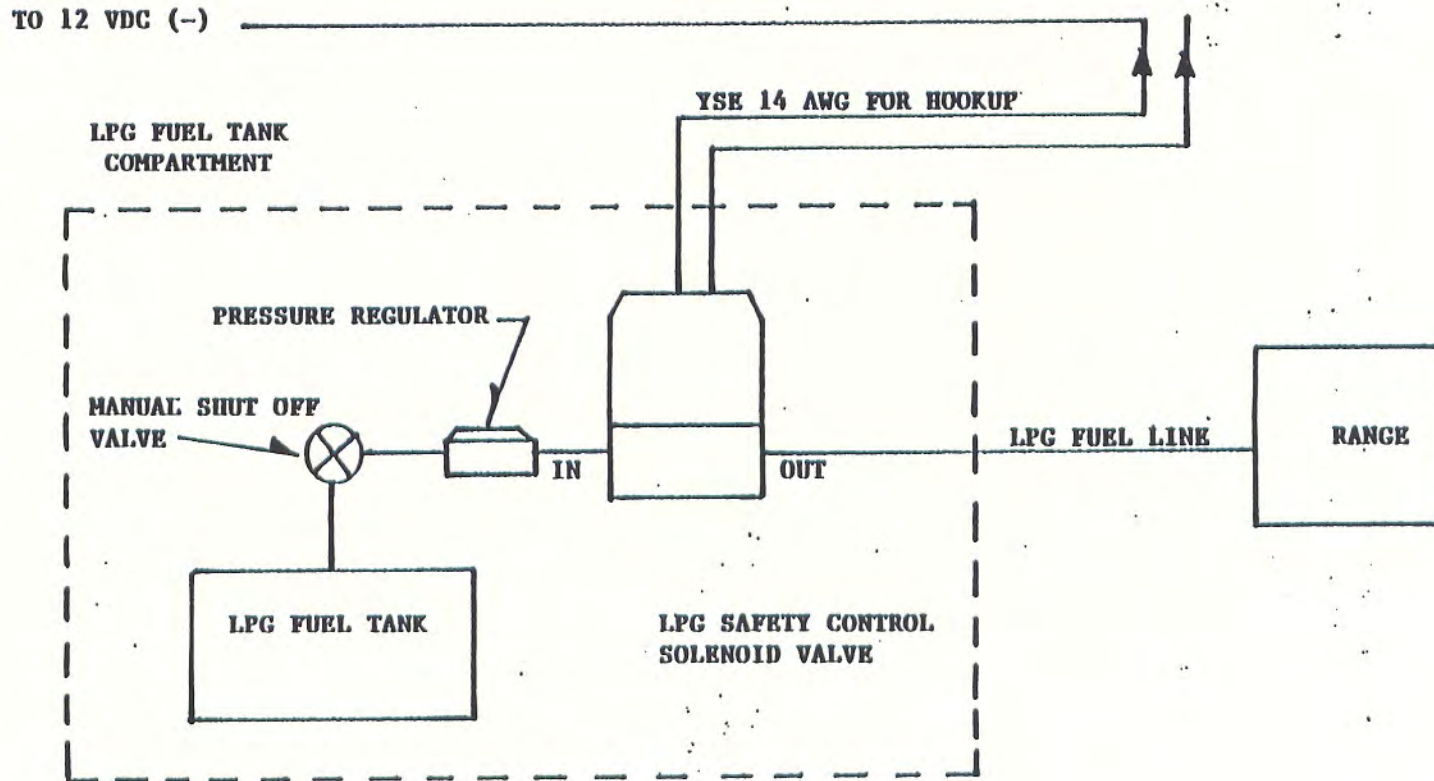 TO 12 VDC (-)
YSE 14 AWG FOR HOOKUP
LPG FUEL TANK
COMPARTMENT
PRESSURE REGULATOR
MANUAL SHUT OFF
VALVE
IN
OUT
LPG FUEL LINE
RANGE
LPG FUEL TANK
LPG SAFETY CONTROL
SOLENOID VALVE